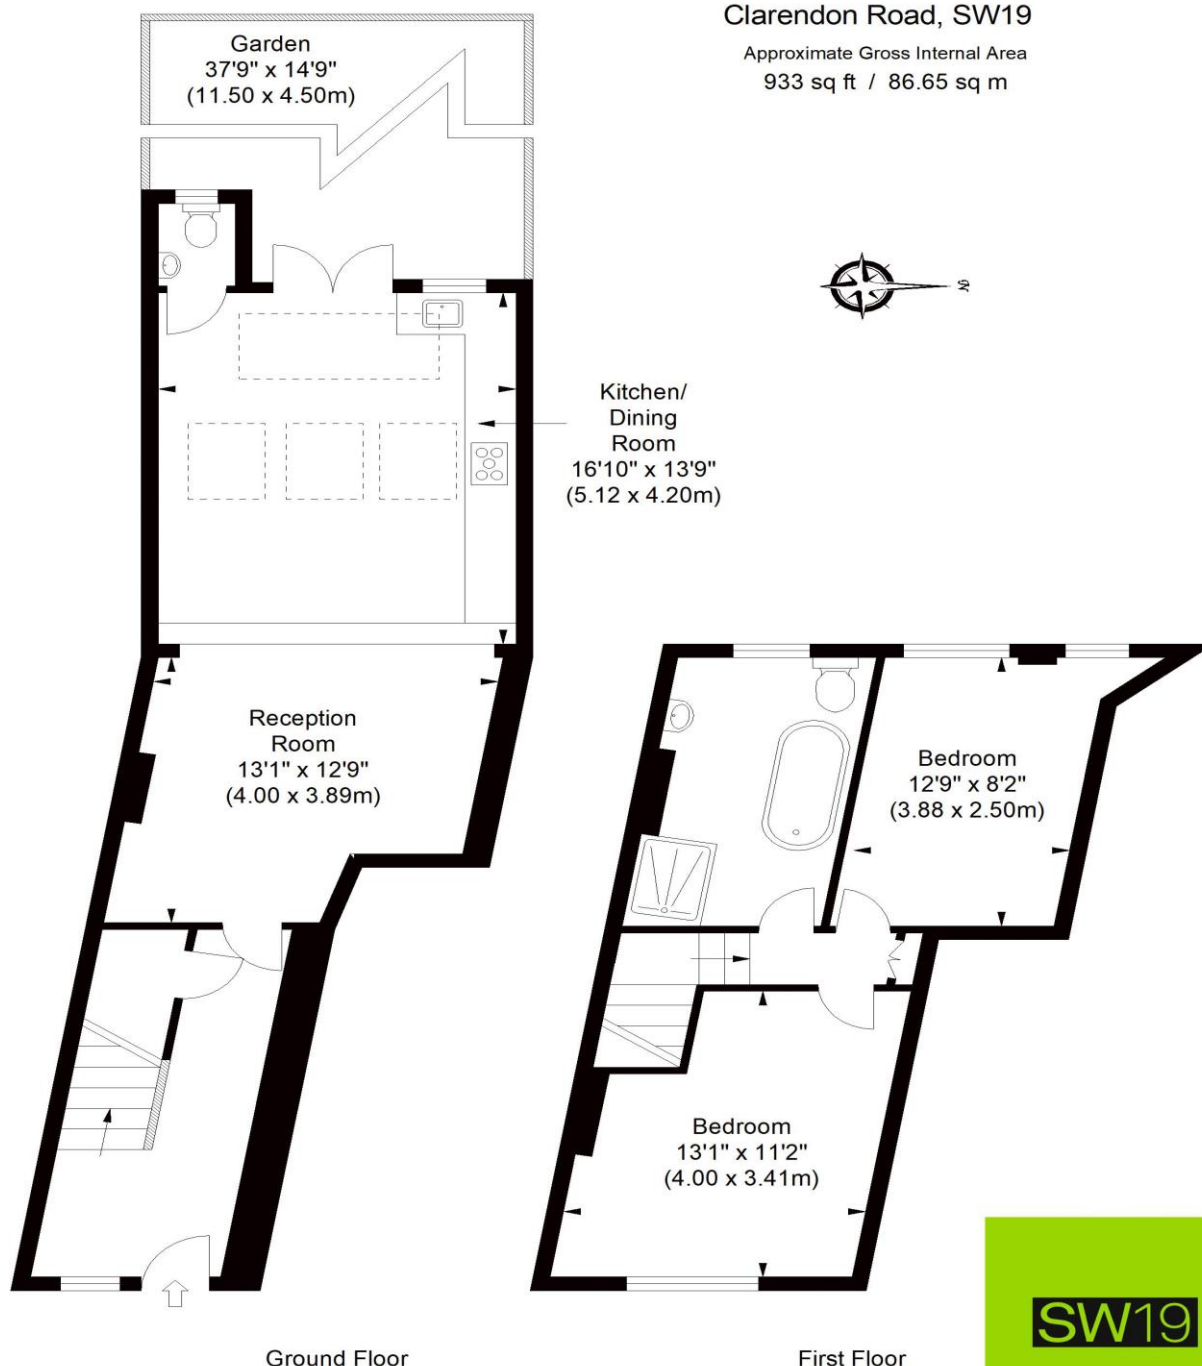 Clarendon Road, SW19
Approximate Gross Internal Area
933 sq ft / 86.65 sq m
Garden
37'9" x 14'9"
(11.50 x 4.50m)
N
Kitchen/
Dining
Room
16'10" x 13'9"
(5.12 x 4.20m)
Reception
Room
13'1" x 12'9"
(4.00 x 3.89m)
Bedroom
12'9" x 8'2"
(3.88 x 2.50m)
Bedroom
13'1" x 11'2"
(4.00 x 3.41m)
SW19
Ground Floor
First Floor